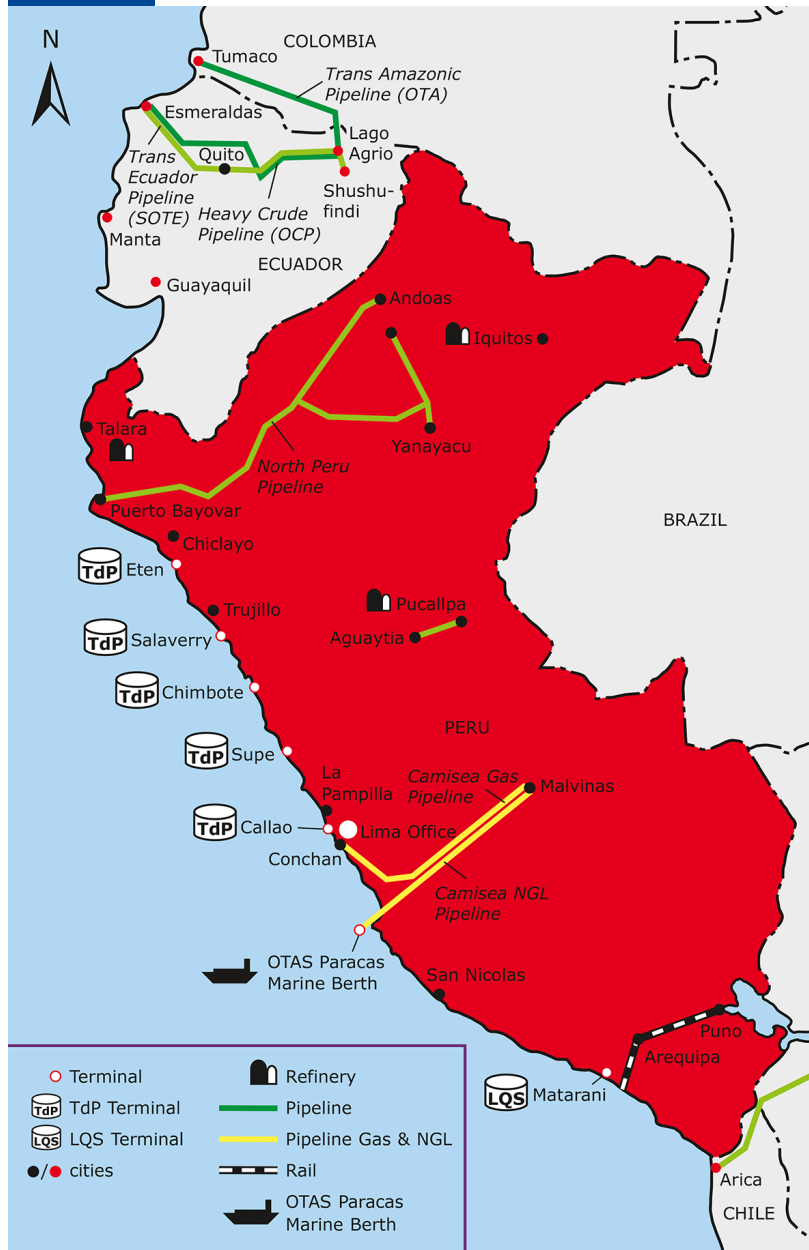 N
COLOMBIA
Tumaco
Trans Amazonic
Pipeline (OTA)
Esmeraldas
Lago
Agrio
Quito
Trans
Ecuador
Pipeline
(SOTE)
Shushu-
findi
Heavy Crude
Pipeline (OCP)
Manta
ECUADOR
Guayaquil
Andoas
Iquitos
Talara
Yanayacu
North Peru
Pipeline
Puerto Bayovar
BRAZIL
Chiclayo
TdP Eten
Pucallpa
Trujillo
TdP Salaverry
Aguaytia
TdP Chimbote
PERU
TdP Supe
La
Pampilla
Camisea Gas
Pipeline
Malvinas
TdP Callao
Lima Office
Conchan
Camisea NGL
Pipeline
OTAS Paracas
Marine Berth
San Nicolas
Puno
Arequipa
LQS Matarani
Arica
CHILE
Terminal
TdP TdP Terminal
LQS LQS Terminal
/ cities
Refinery
Pipeline
Pipeline Gas & NGL
Rail
OTAS Paracas
Marine Berth